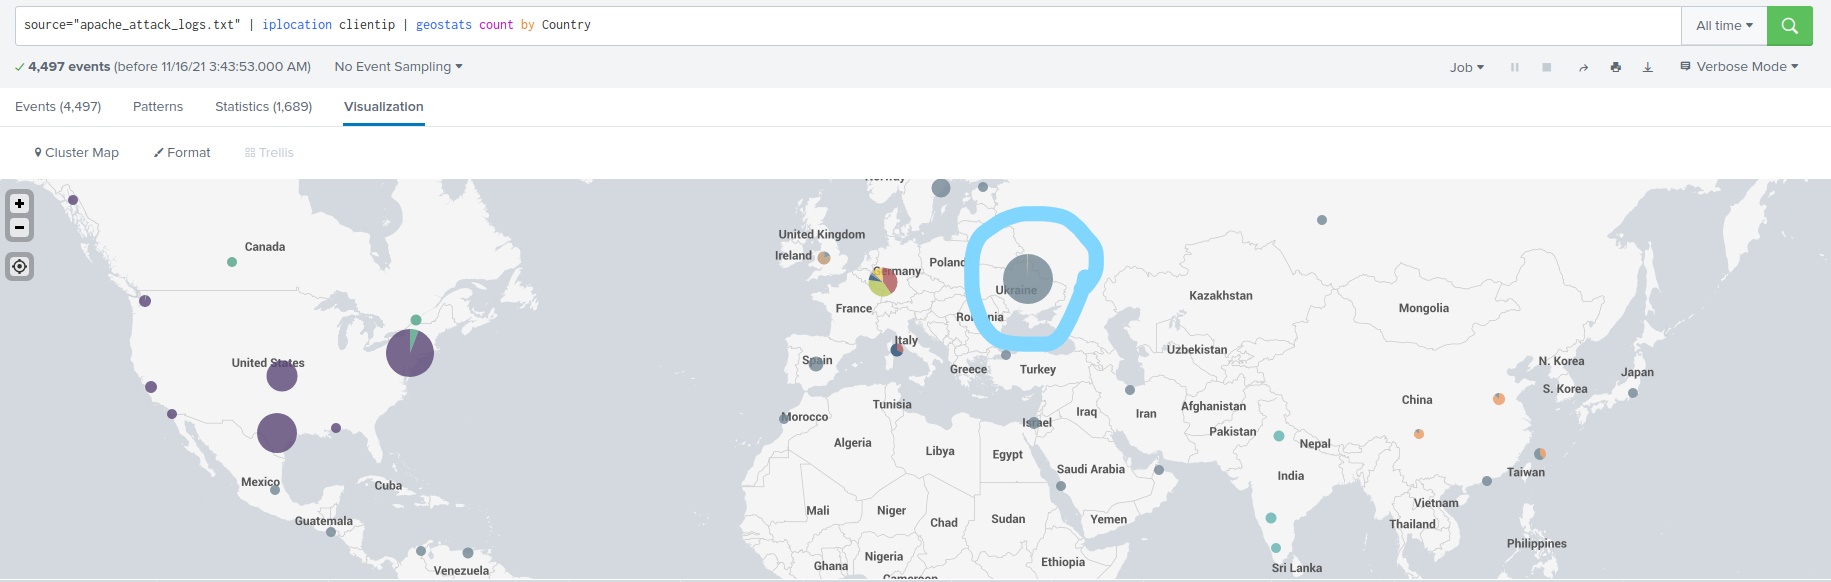 source="apache_attack_logs.txt" | iplocation clientip | geostats count by Country
All time
4,497 events (before 11/16/21 3:43:53.000 AM)
No Event Sampling
Job
Verbose Mode
Events (4,497)
Patterns
Statistics (1,689)
Visualization
Cluster Map
Format
Trellis
+
−
Norway
Canada
United Kingdom
Ireland
Germany
Poland
Ukraine
France
Romania
Kazakhstan
Mongolia
United States
Italy
Spain
Greece
Turkey
Uzbekistan
N. Korea
S. Korea
Japan
Morocco
Tunisia
Algeria
Libya
Egypt
Israel
Iraq
Iran
Afghanistan
Pakistan
China
Nepal
Mexico
Cuba
Saudi Arabia
India
Taiwan
Guatemala
Mali
Niger
Chad
Sudan
Yemen
Vietnam
Thailand
Philippines
Venezuela
Ghana
Nigeria
Cameroon
Ethiopia
Sri Lanka